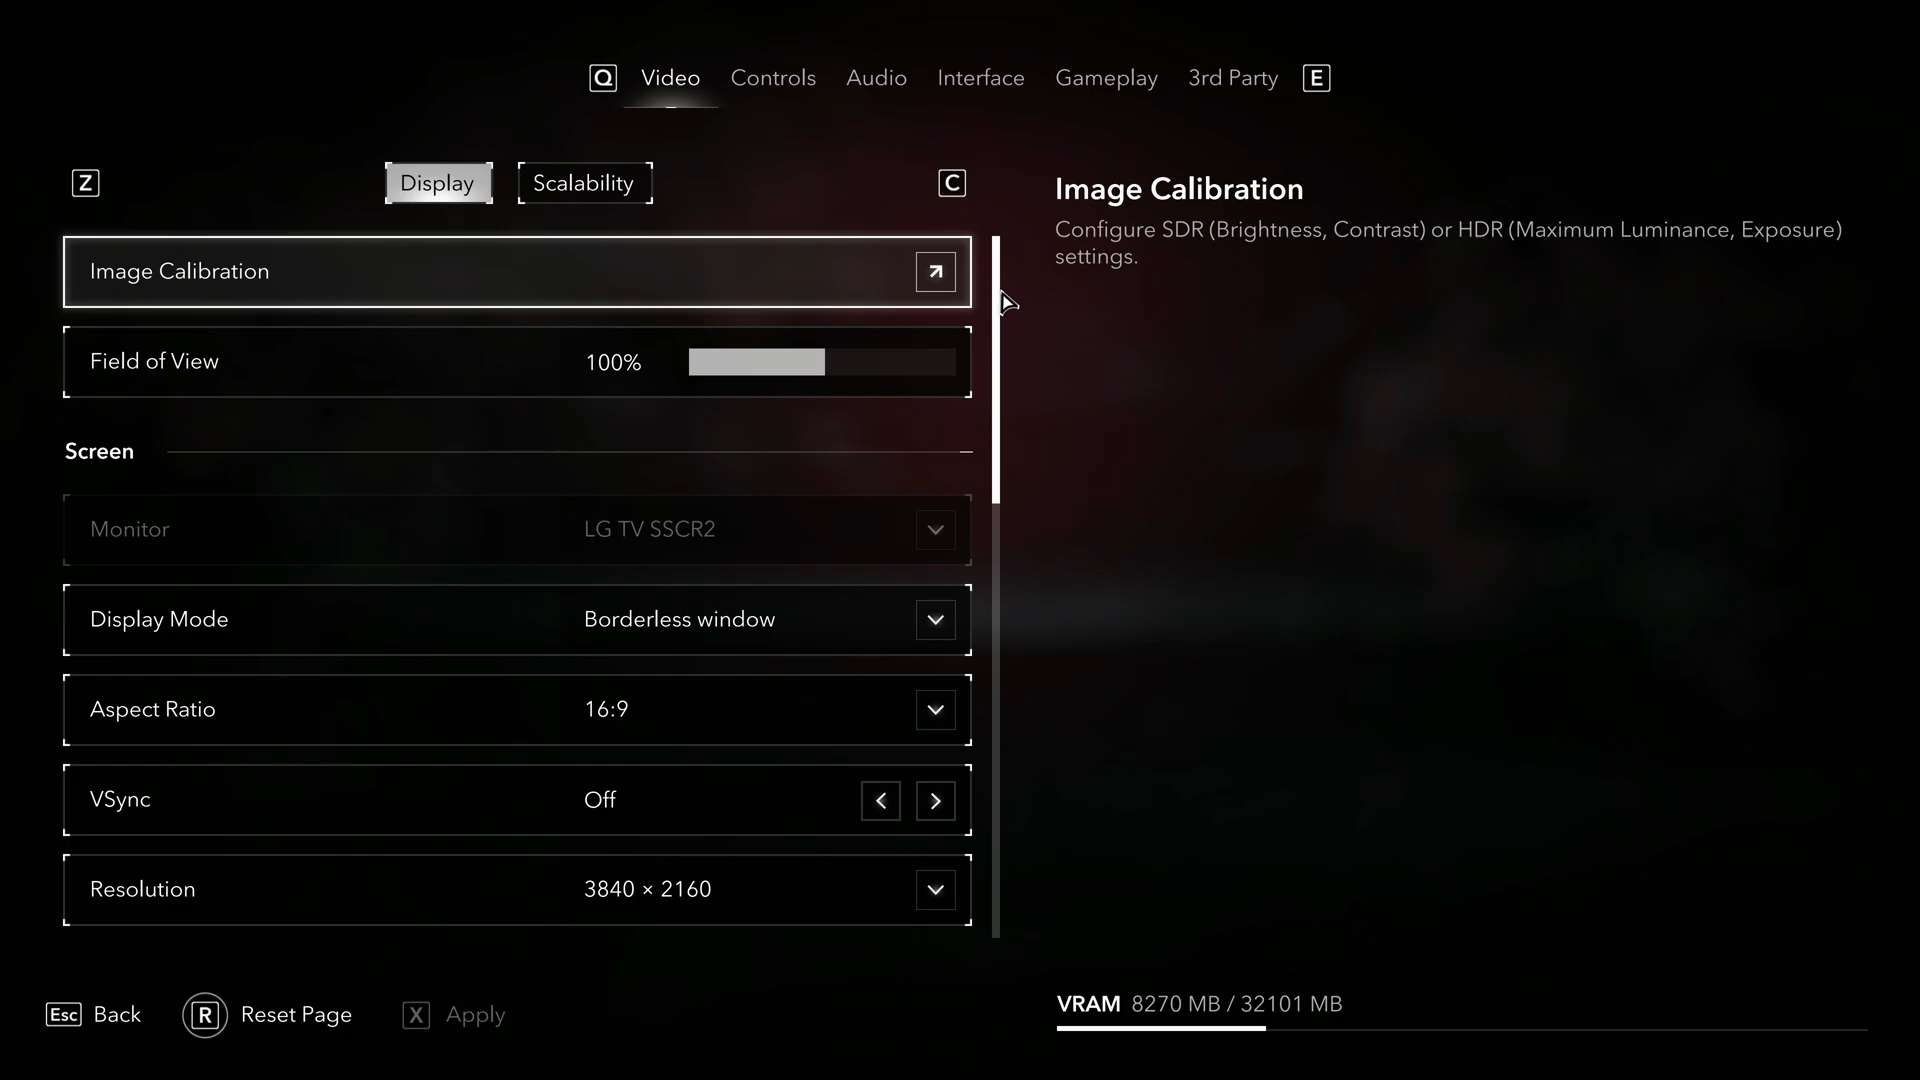 Q Video Controls Audio Interface Gameplay 3rd Party E
Z Display Scalability C
Image Calibration
Field of View 100%
Screen
Monitor LG TV SSCR2
Display Mode Borderless window
Aspect Ratio 16:9
VSync Off
Resolution 3840 × 2160
Image Calibration
Configure SDR (Brightness, Contrast) or HDR (Maximum Luminance, Exposure)
settings.
Esc Back R Reset Page X Apply
VRAM 8270 MB / 32101 MB